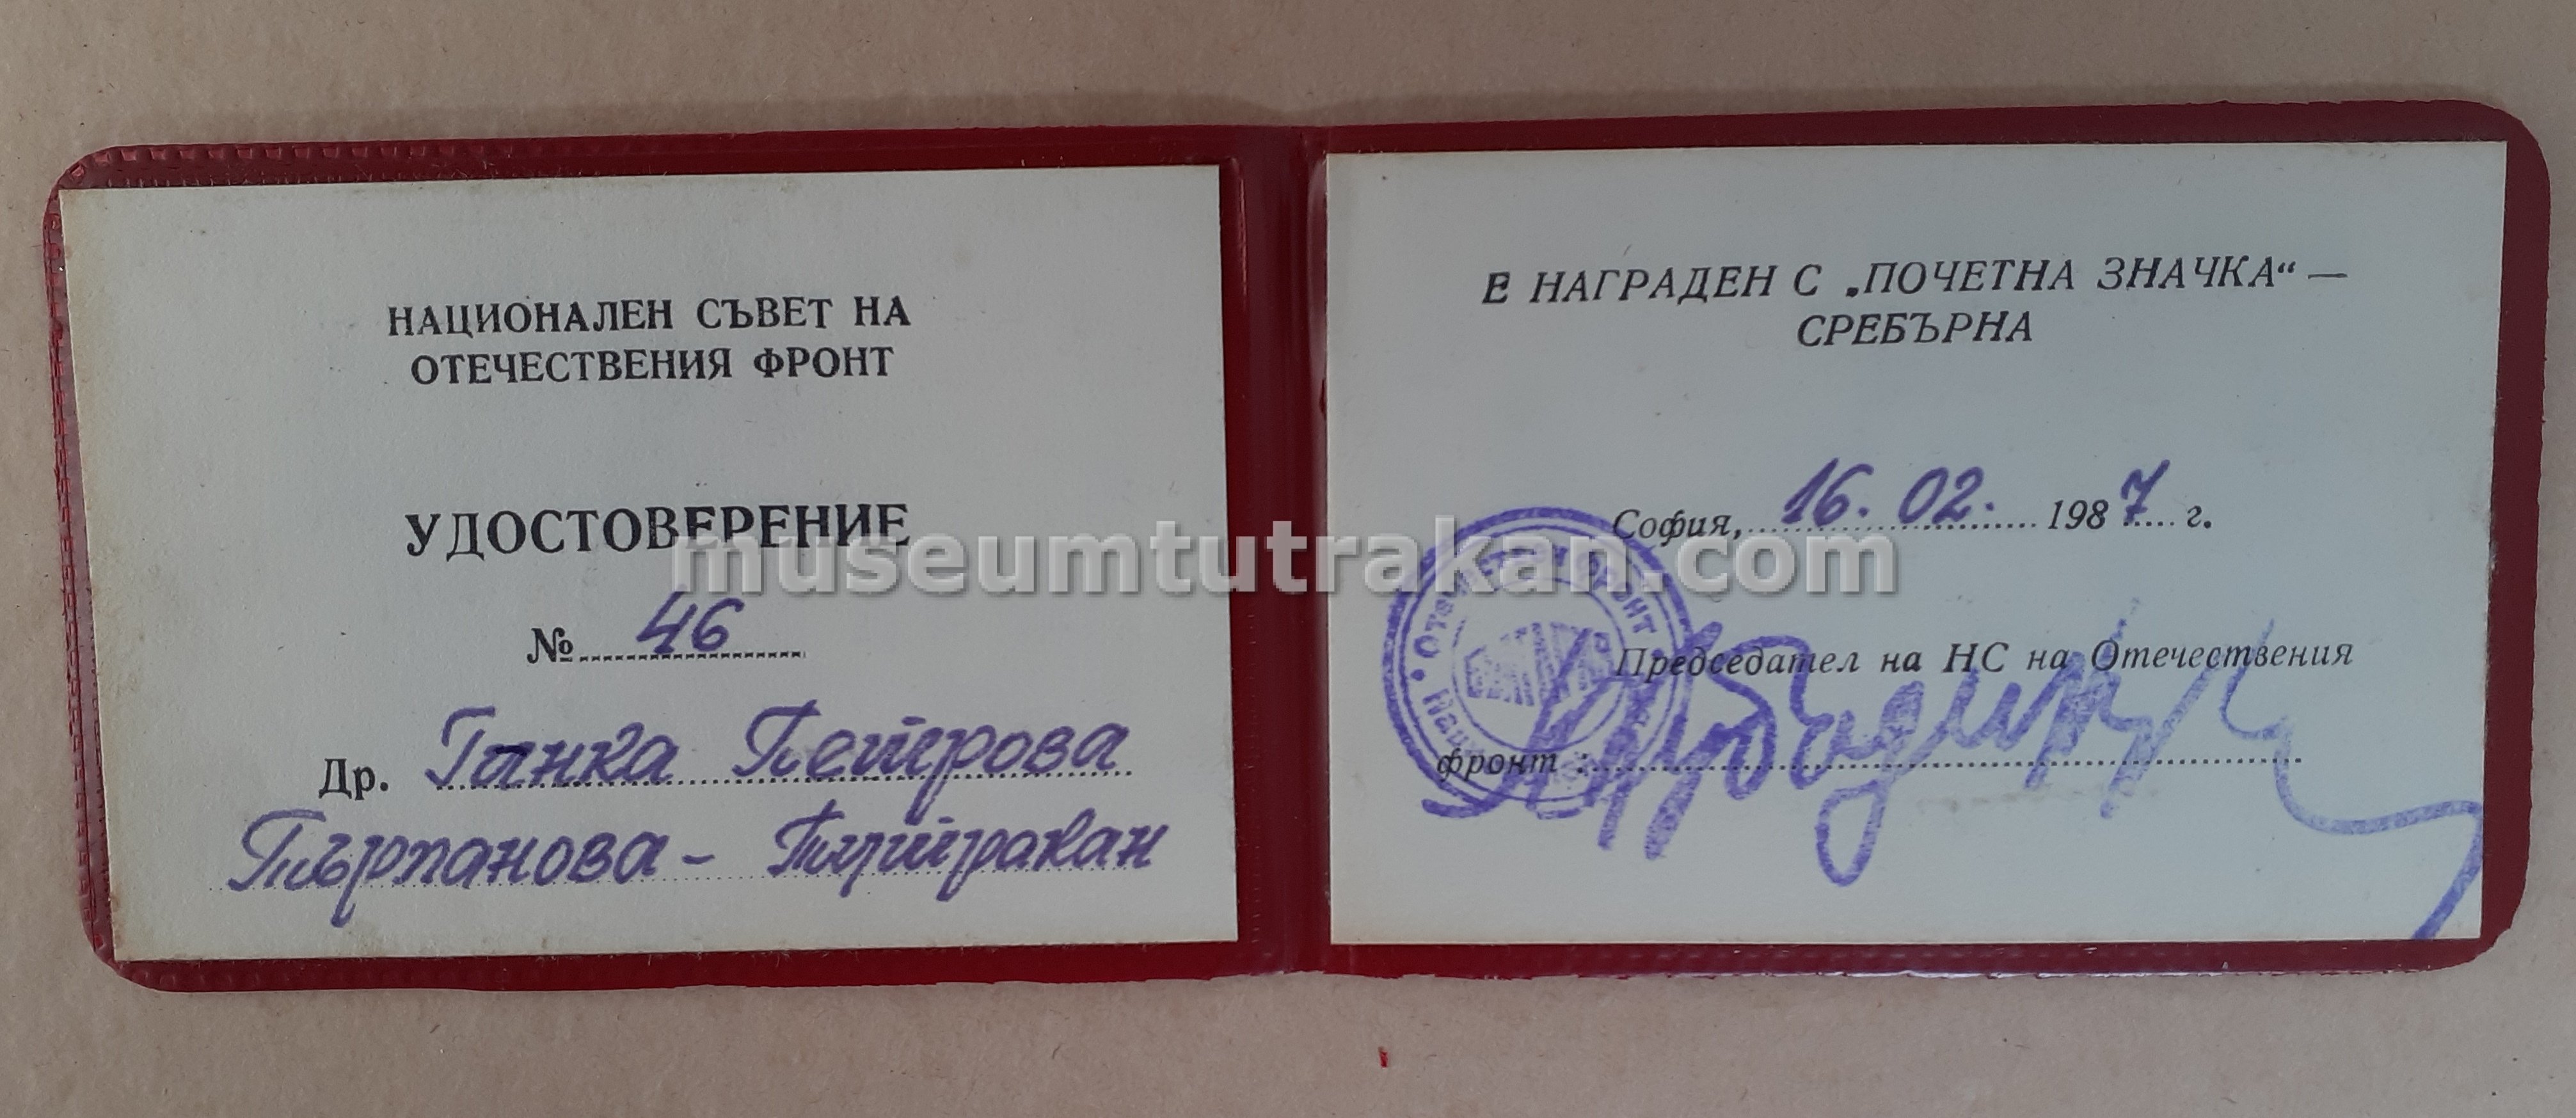 НАЦИОНАЛЕН СЪВЕТ НА
ОТЕЧЕСТВЕНИЯ ФРОНТ
УДОСТОВЕРЕНИЕ
№ 46
Др. Ганка Петрова
Търпанова – Тутракан
Е НАГРАДЕН С „ПОЧЕТНА ЗНАЧКА“ —
СРЕБЪРНА
София, 16. 02. 1987 г.
Председател на НС на Отечествения
фронт:
museumtutrakan.com